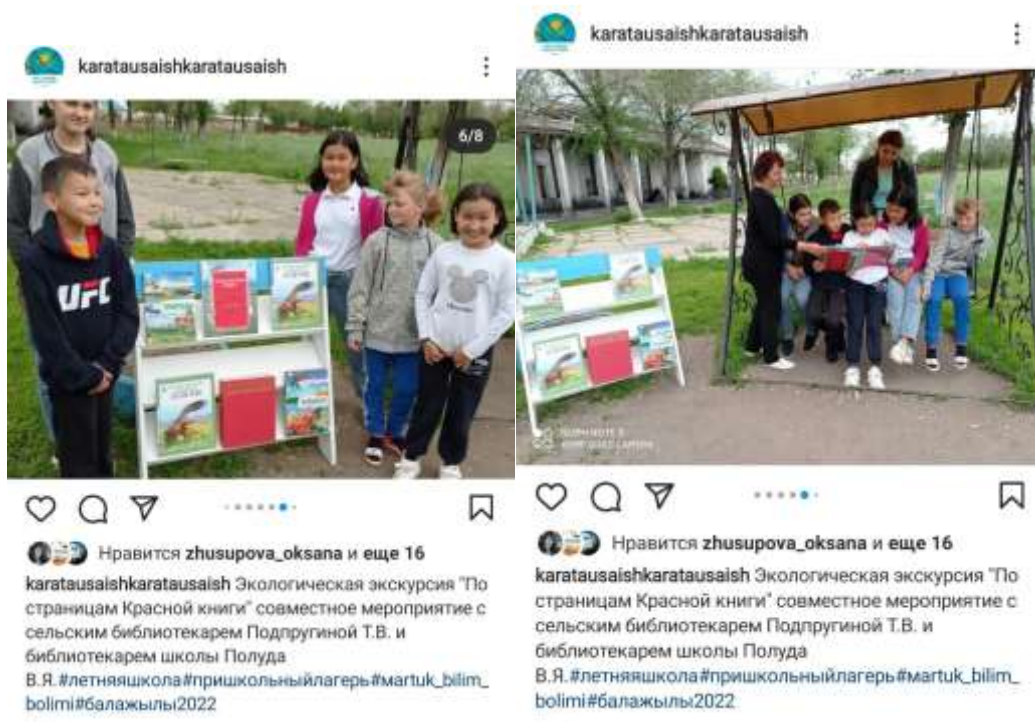 karatausaishkaratausaish
6/8
UFC
Нравится zhusupova_oksana и еще 16
karatausaishkaratausaish Экологическая экскурсия "По
страницам Красной книги" совместное мероприятие с
сельским библиотекарем Подпругиной Т.В. и
библиотекарем школы Полуда
В.Я.#летняяшкола#пришкольныйлагерь#martuk_bilim_
bolimi#балажылы2022
karatausaishkaratausaish
Нравится zhusupova_oksana и еще 16
karatausaishkaratausaish Экологическая экскурсия "По
страницам Красной книги" совместное мероприятие с
сельским библиотекарем Подпругиной Т.В. и
библиотекарем школы Полуда
В.Я.#летняяшкола#пришкольныйлагерь#martuk_bilim_
bolimi#балажылы2022